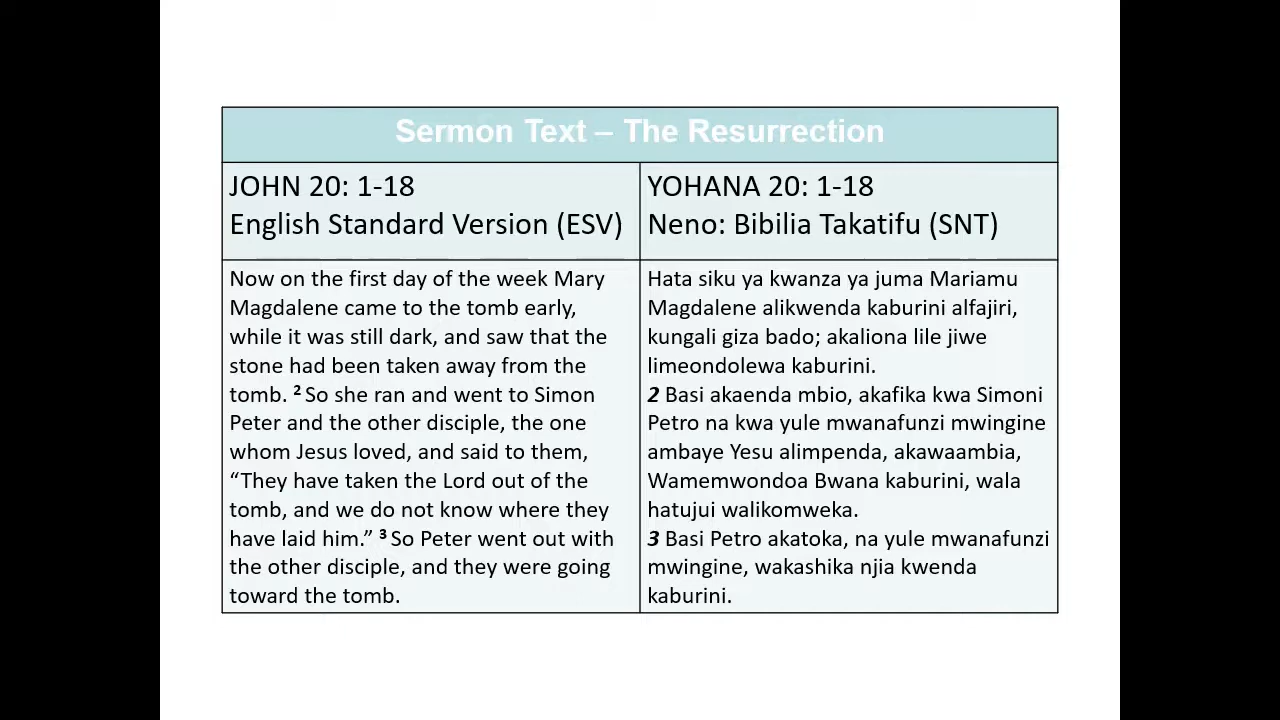 Sermon Text – The Resurrection
JOHN 20: 1-18
English Standard Version (ESV)
YOHANA 20: 1-18
Neno: Bibilia Takatifu (SNT)
Now on the first day of the week Mary
Magdalene came to the tomb early,
while it was still dark, and saw that the
stone had been taken away from the
tomb. 2 So she ran and went to Simon
Peter and the other disciple, the one
whom Jesus loved, and said to them,
“They have taken the Lord out of the
tomb, and we do not know where they
have laid him.” 3 So Peter went out with
the other disciple, and they were going
toward the tomb.
Hata siku ya kwanza ya juma Mariamu
Magdalene alikwenda kaburini alfajiri,
kungali giza bado; akaliona lile jiwe
limeondolewa kaburini.
2 Basi akaenda mbio, akafika kwa Simoni
Petro na kwa yule mwanafunzi mwingine
ambaye Yesu alimpenda, akawaambia,
Wamemwondoa Bwana kaburini, wala
hatujui walikomweka.
3 Basi Petro akatoka, na yule mwanafunzi
mwingine, wakashika njia kwenda
kaburini.